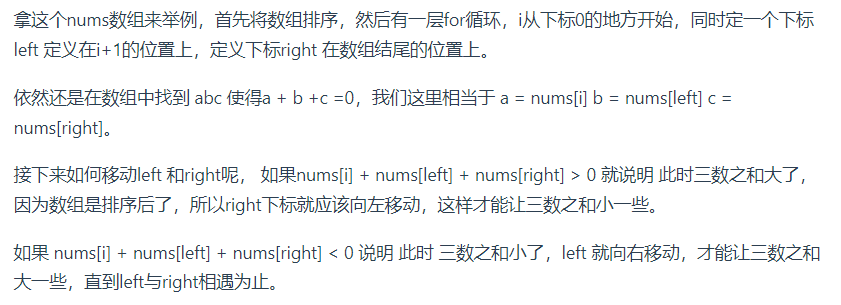 拿这个nums数组来举例，首先将数组排序，然后有一层for循环，i从下标0的地方开始，同时定一个下标
left 定义在i+1的位置上，定义下标right 在数组结尾的位置上。
依然还是在数组中找到 abc 使得a + b +c =0，我们这里相当于 a = nums[i] b = nums[left] c =
nums[right]。
接下来如何移动left 和right呢， 如果nums[i] + nums[left] + nums[right] > 0 就说明 此时三数之和大了，
因为数组是排序后了，所以right下标就应该向左移动，这样才能让三数之和小一些。
如果 nums[i] + nums[left] + nums[right] < 0 说明 此时 三数之和小了，left 就向右移动，才能让三数之和
大一些，直到left与right相遇为止。